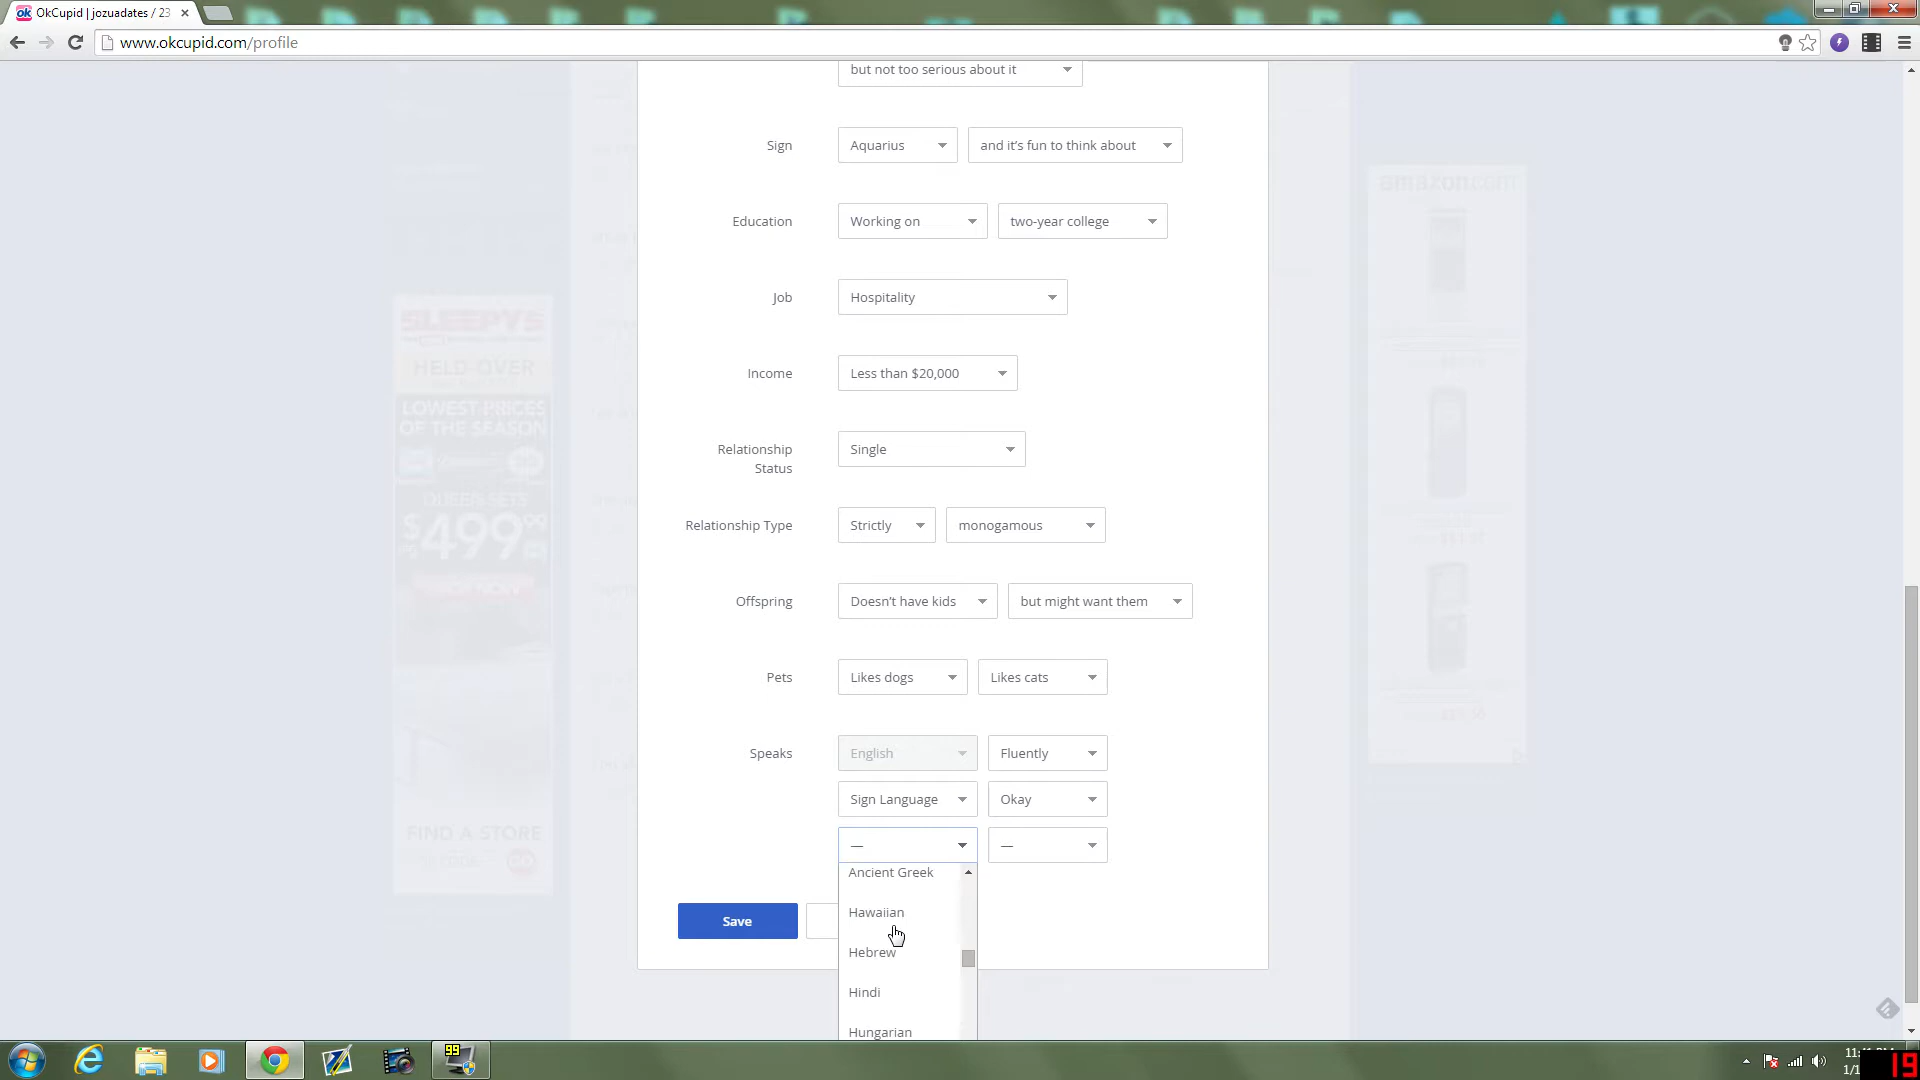 OkCupid | jozuadates / 23
www.okcupid.com/profile
but not too serious about it
Sign
Aquarius
and it's fun to think about
Education
Working on
two-year college
Job
Hospitality
Income
Less than $20,000
Relationship
Status
Single
Relationship Type
Strictly
monogamous
Offspring
Doesn't have kids
but might want them
Pets
Likes dogs
Likes cats
Speaks
English
Fluently
Sign Language
Okay
—
—
Ancient Greek
Hawaiian
Hebrew
Hindi
Hungarian
Save
SLEEPY'S
HELD-OVER
LOWEST PRICES
OF THE SEASON
QUEEN SETS
$499
FIND A STORE
amazon.com
99
19